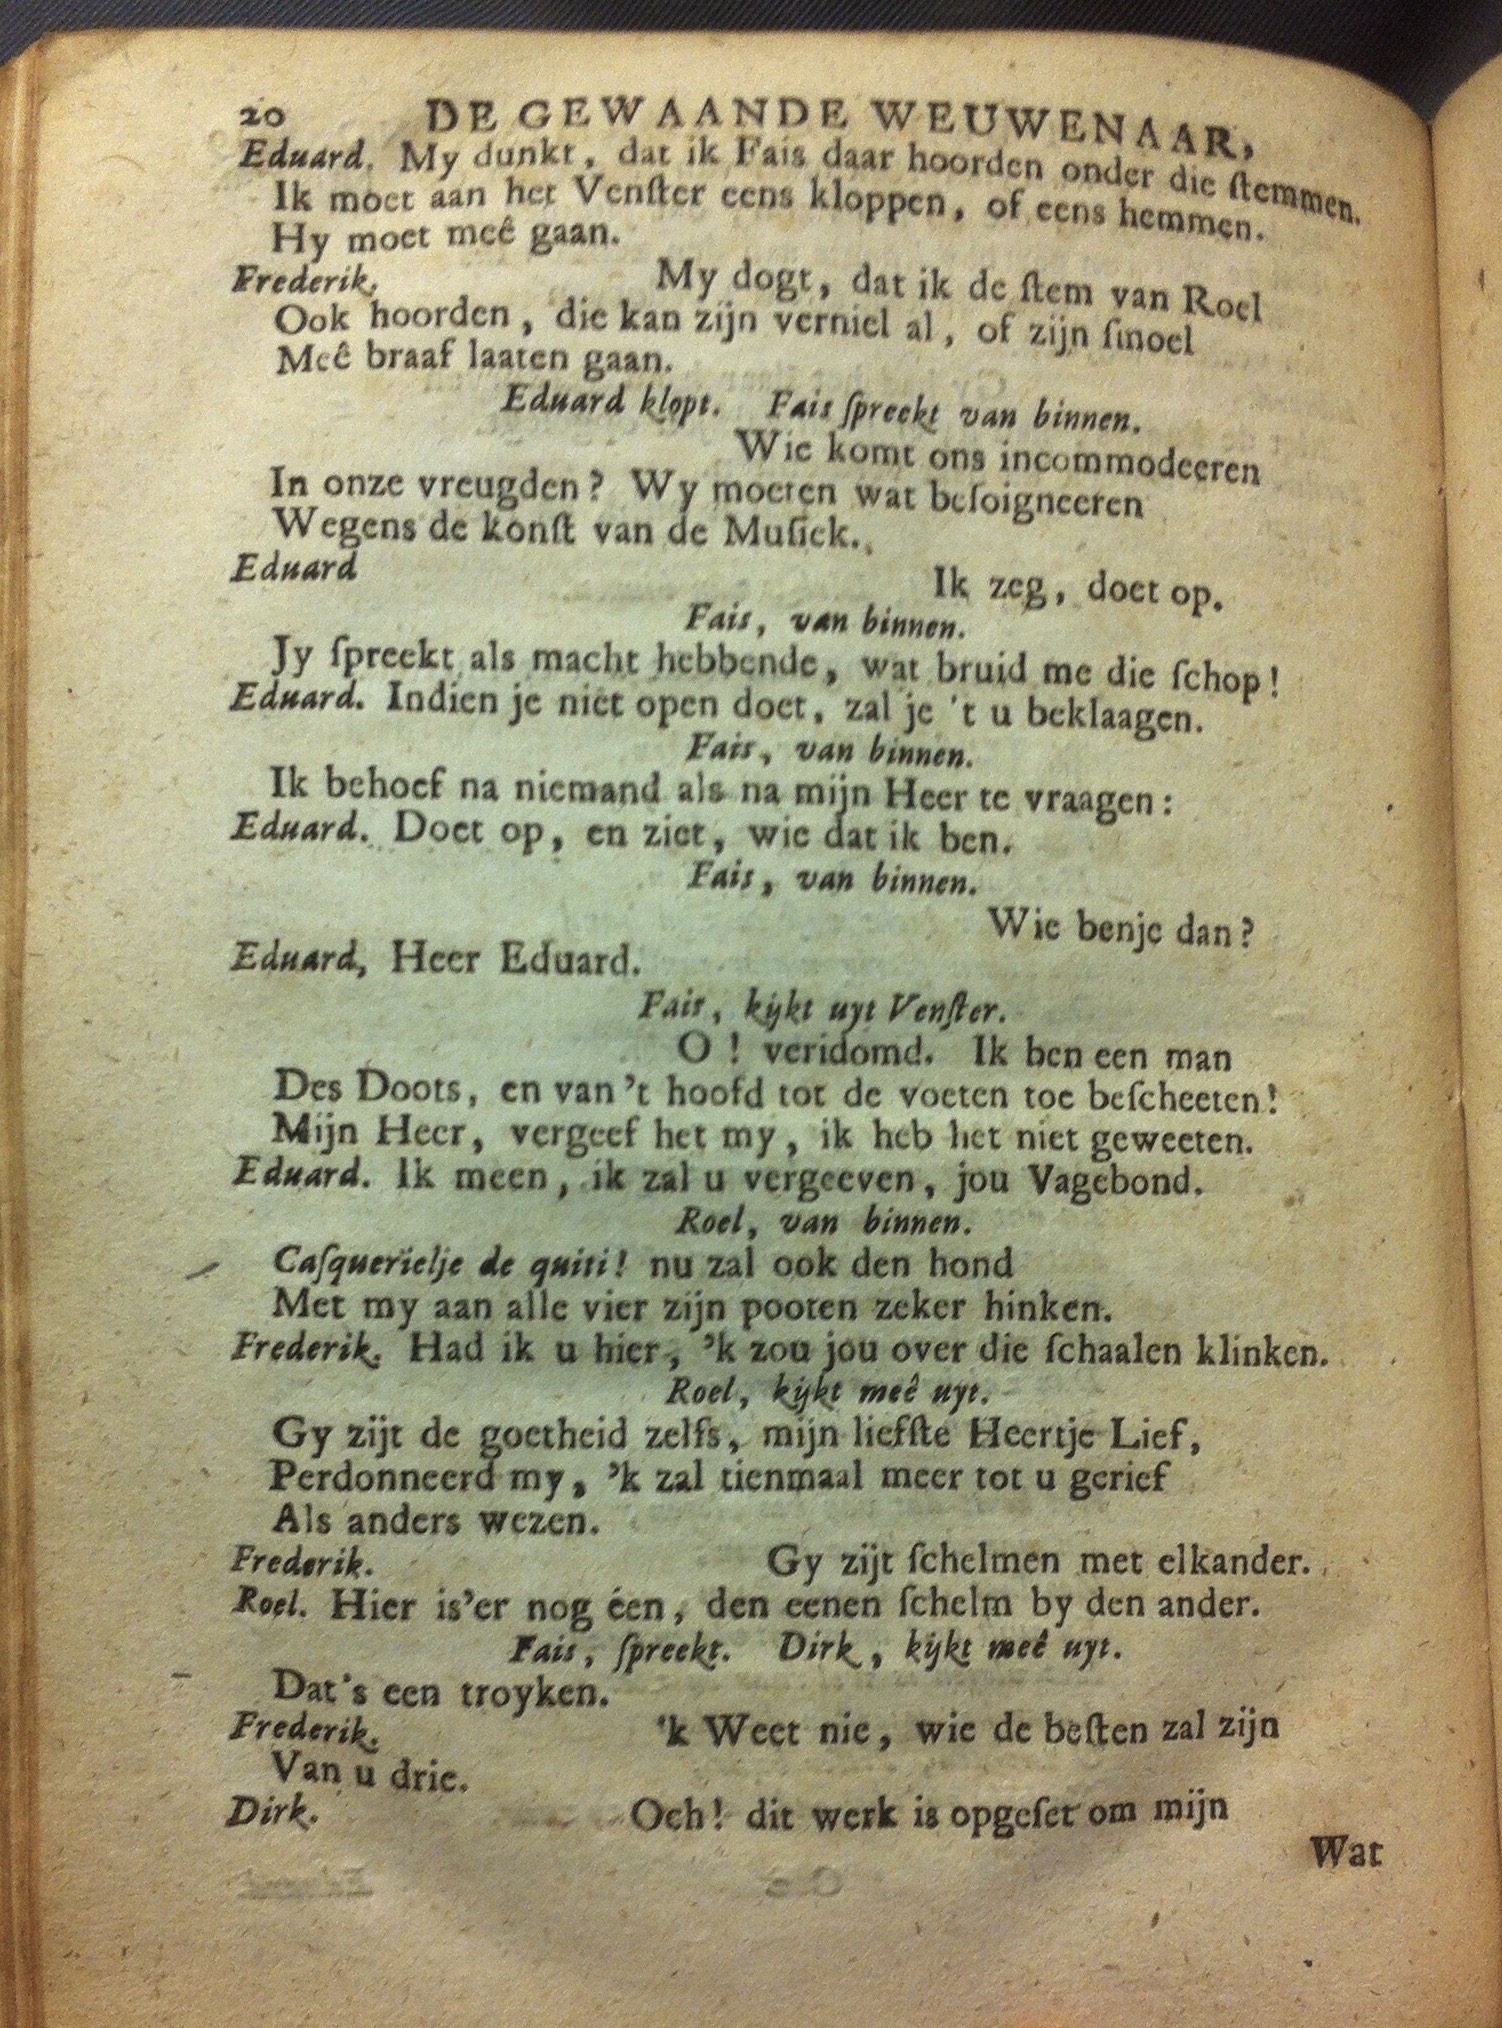 20 DE GEWAANDE WEUWENAAR,
Eduard. My dunkt, dat ik Fais daar hoorden onder die ſtemmen.
Ik moet aan het Venſter eens kloppen, of eens hemmen.
Hy moet meê gaan.
Frederik. My dogt, dat ik de ſtem van Roel
Ook hoorden, die kan zijn verniel al, of zijn ſmoel
Meê braaf laaten gaan.
Eduard klopt. Fais ſpreekt van binnen.
Wie komt ons incommodeeren
In onze vreugden? Wy moeten wat beſoigneeren
Wegens de konſt van de Muſiek.
Eduard Ik zeg, doet op.
Fais, van binnen.
Jy ſpreekt als macht hebbende, wat bruid me die ſchop!
Eduard. Indien je niet open doet, zal je 't u beklaagen.
Fais, van binnen.
Ik behoef na niemand als na mijn Heer te vraagen:
Eduard. Doet op, en ziet, wie dat ik ben.
Fais, van binnen.
Wie benje dan?
Eduard, Heer Eduard.
Fais, kijkt uyt Venſter.
O! veridomd. Ik ben een man
Des Doots, en van 't hoofd tot de voeten toe beſcheeten!
Mijn Heer, vergeef het my, ik heb het niet geweeten.
Eduard. Ik meen, ik zal u vergeeven, jou Vagebond.
Roel, van binnen.
Caſquerielje de quiti! nu zal ook den hond
Met my aan alle vier zijn pooten zeker hinken.
Frederik. Had ik u hier, 'k zou jou over die ſchaalen klinken.
Roel, kijkt meê uyt.
Gy zijt de goetheid zelfs, mijn liefſte Heertje Lief,
Perdonneerd my, 'k zal tienmaal meer tot u gerief
Als anders wezen.
Frederik. Gy zijt ſchelmen met elkander.
Roel. Hier is'er nog éen, den eenen ſchelm by den ander.
Fais, ſpreekt. Dirk, kijkt meê uyt.
Dat's een troyken.
Frederik. 'k Weet nie, wie de beſten zal zijn
Van u drie.
Dirk. Och! dit werk is opgeſet om mijn
Wat